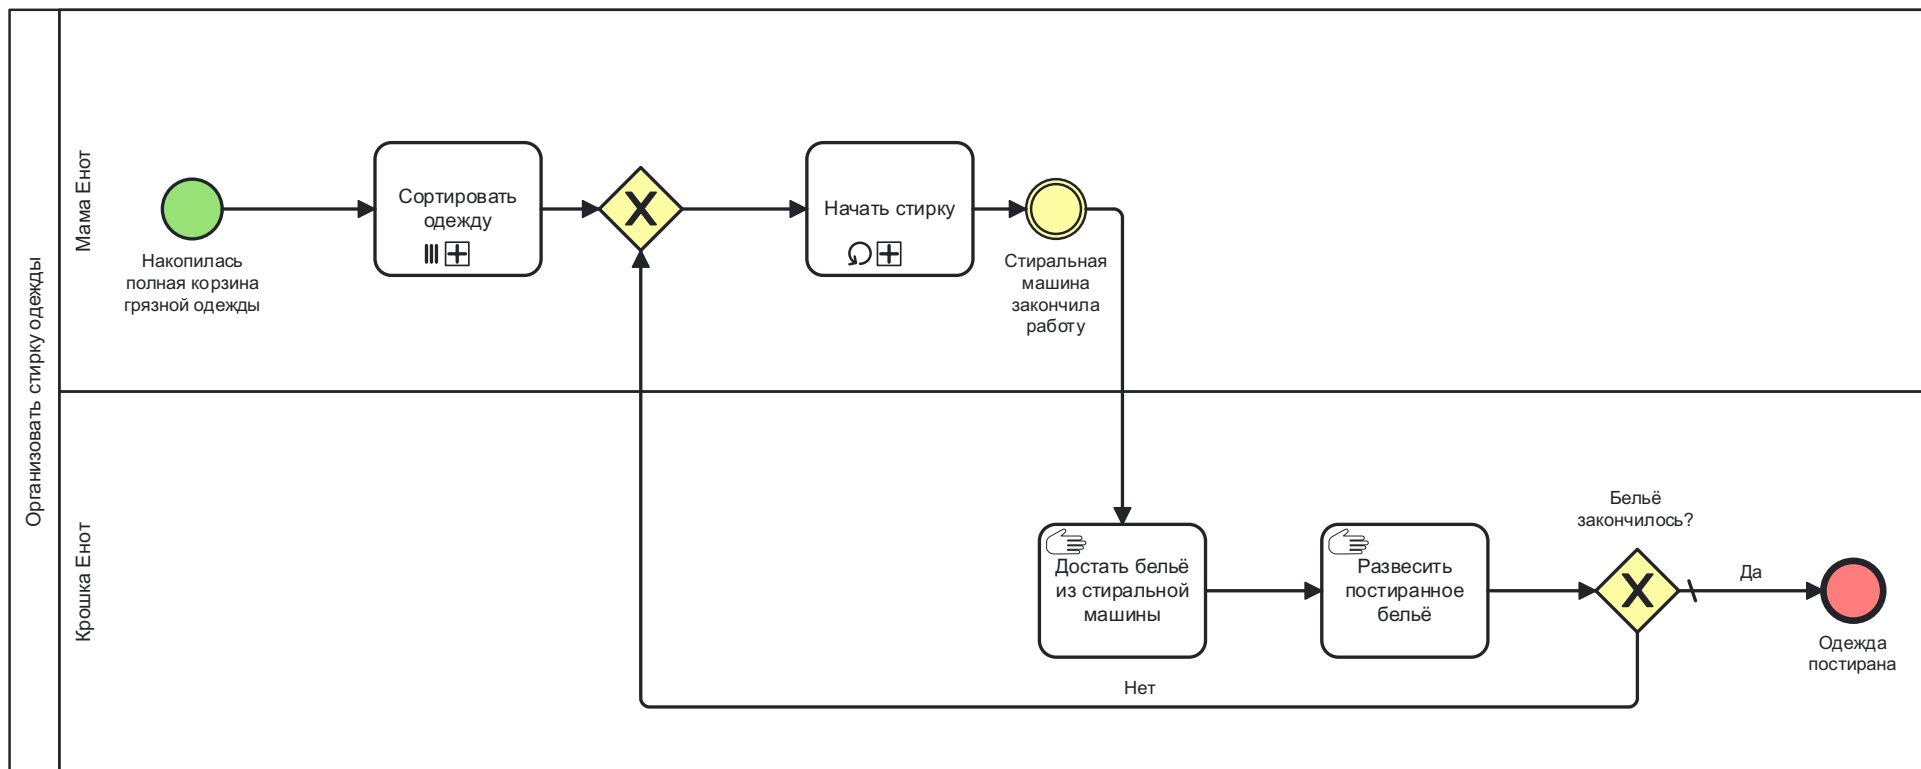 Организовать стирку одежды
Мама Енот
Накопилась
полная корзина
грязной одежды
Сортировать
одежду
X
Начать стирку
Стиральная
машина
закончила
работу
Крошка Енот
Достать бельё
из стиральной
машины
Развесить
постиранное
бельё
Бельё
закончилось?
X
Да
Одежда
постирана
Нет